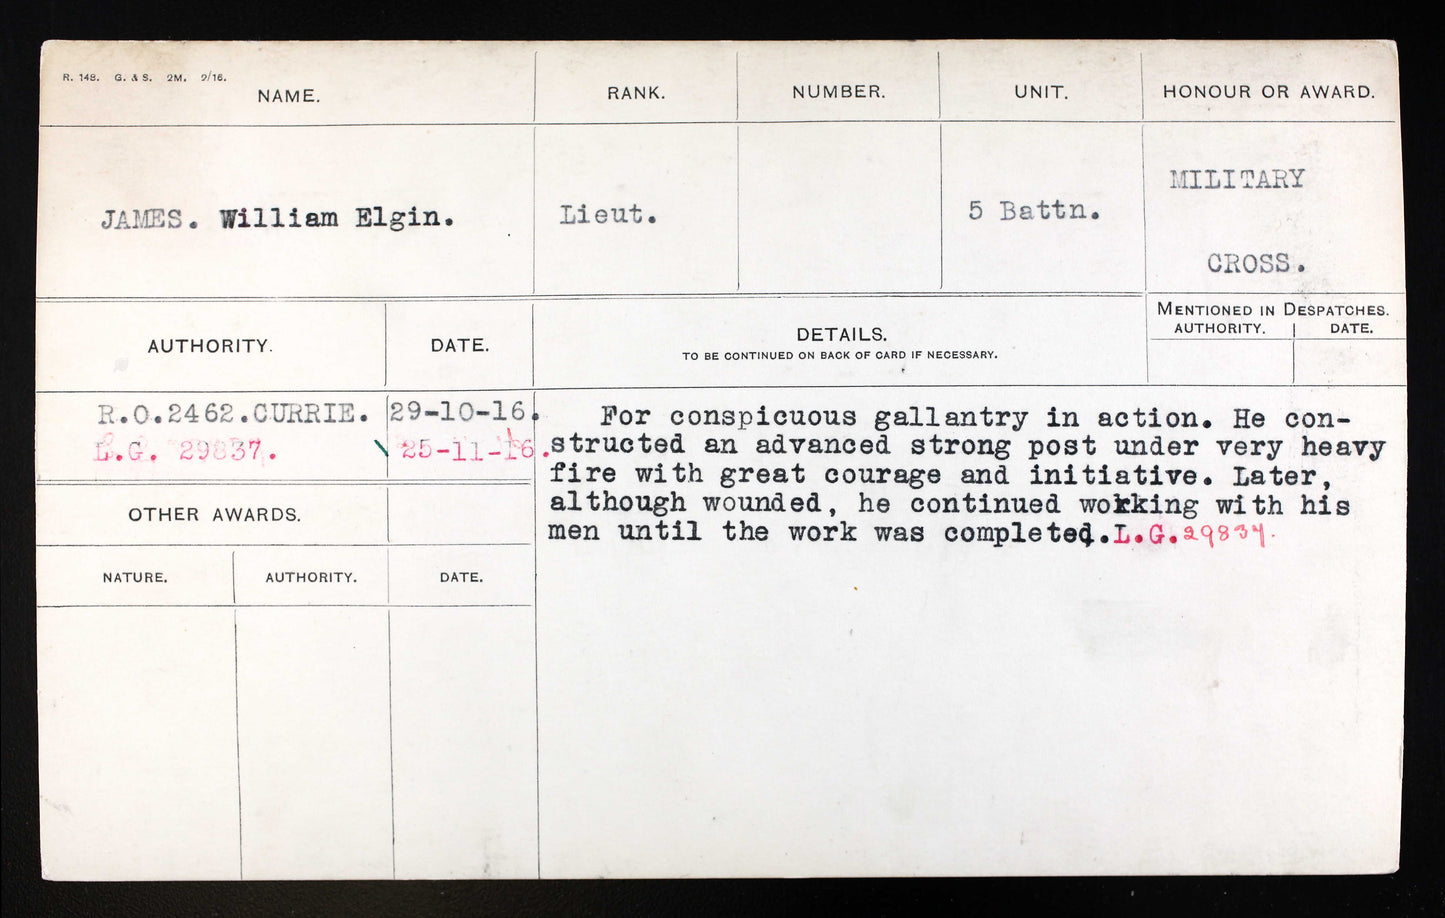 R. 148. G. & S. 2M. 9/16.
NAME.
RANK.
NUMBER.
UNIT.
HONOUR OR AWARD.
JAMES. William Elgin.
Lieut.
5 Battn.
MILITARY
CROSS.
MENTIONED IN DESPATCHES.
AUTHORITY.
DATE.
AUTHORITY.
DATE.
DETAILS.
TO BE CONTINUED ON BACK OF CARD IF NECESSARY.
R.O.2462.CURRIE.
29-10-16.
L.G. 29837.
25-11-16.
For conspicuous gallantry in action. He con-
structed an advanced strong post under very heavy
fire with great courage and initiative. Later,
although wounded, he continued working with his
men until the work was completed.L.G.29837.
OTHER AWARDS.
NATURE.
AUTHORITY.
DATE.